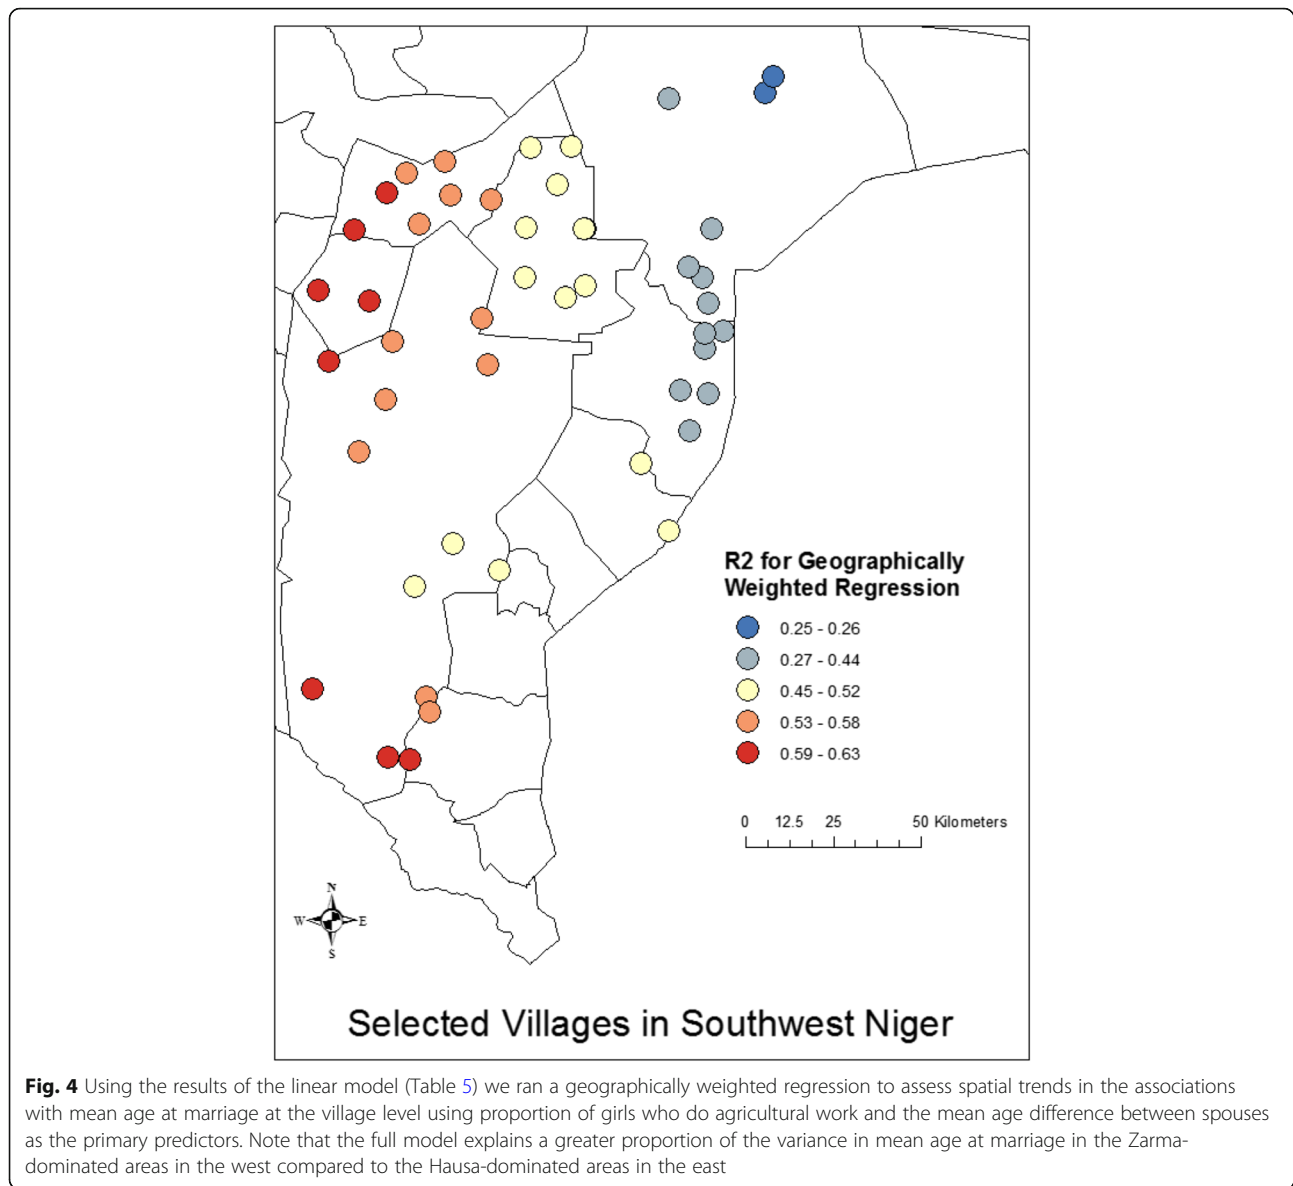 R2 for Geographically
Weighted Regression
0.25 - 0.26
0.27 - 0.44
0.45 - 0.52
0.53 - 0.58
0.59 - 0.63
0 12.5 25 50 Kilometers
N
W E
S
Selected Villages in Southwest Niger
Fig. 4 Using the results of the linear model (Table 5) we ran a geographically weighted regression to assess spatial trends in the associations
with mean age at marriage at the village level using proportion of girls who do agricultural work and the mean age difference between spouses
as the primary predictors. Note that the full model explains a greater proportion of the variance in mean age at marriage in the Zarma-
dominated areas in the west compared to the Hausa-dominated areas in the east